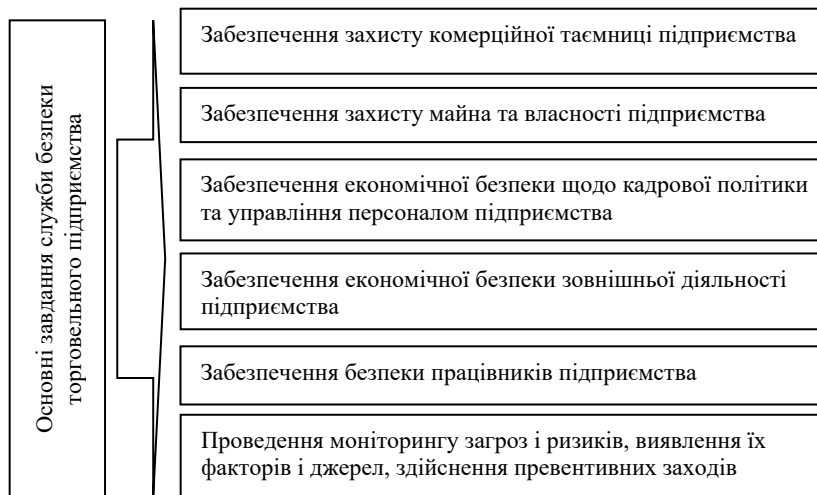 Основні завдання служби безпеки
торговельного підприємства
Забезпечення захисту комерційної таємниці підприємства
Забезпечення захисту майна та власності підприємства
Забезпечення економічної безпеки щодо кадрової політики
та управління персоналом підприємства
Забезпечення економічної безпеки зовнішньої діяльності
підприємства
Забезпечення безпеки працівників підприємства
Проведення моніторингу загроз і ризиків, виявлення їх
факторів і джерел, здійснення превентивних заходів